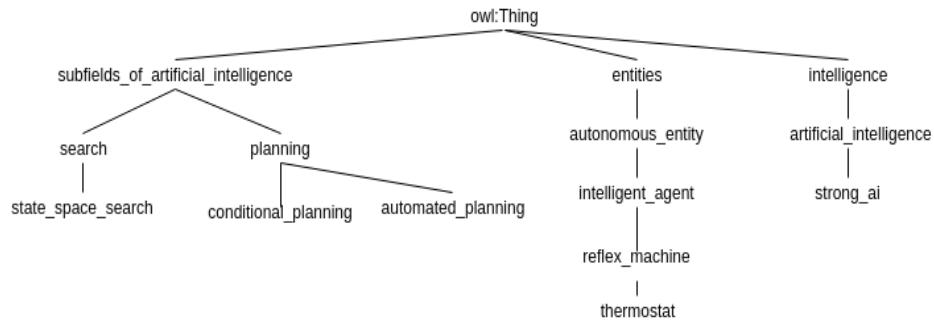 owl:Thing
subfields_of_artificial_intelligence entities intelligence
autonomous_entity artificial_intelligence
search planning
intelligent_agent strong_ai
state_space_search conditional_planning automated_planning
reflex_machine
thermostat